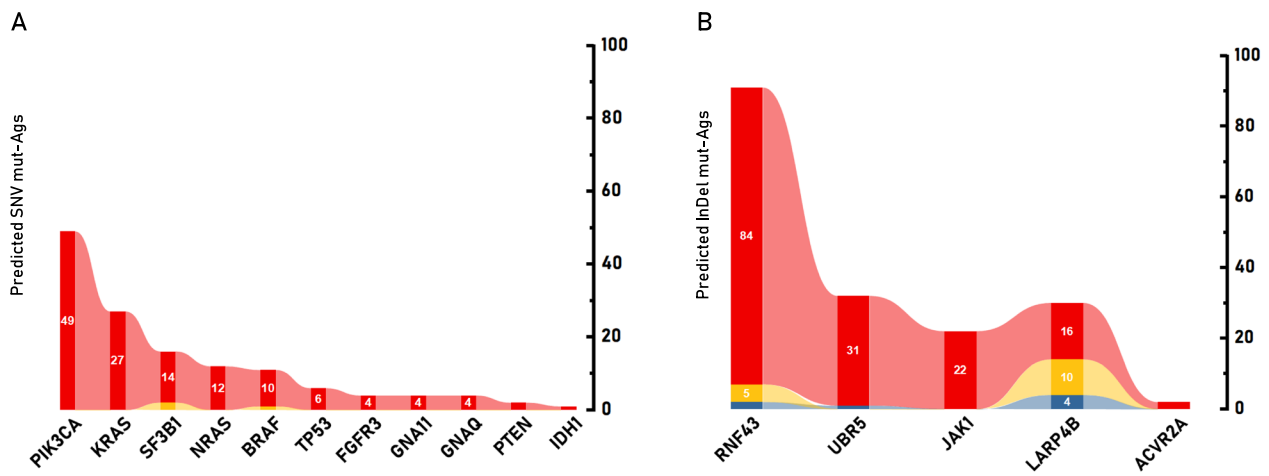 A
Predicted SNV mut-Ags
100
80
60
40
20
0
49
27
14
12
10
6
4
4
4
PIK3CA
KRAS
SF3B1
NRAS
BRAF
TP53
FGFR3
GNA11
GNAQ
PTEN
IDH1
B
Predicted InDel mut-Ags
100
80
60
40
20
0
84
5
31
22
16
10
4
RNF43
UBR5
JAK1
LARP4B
ACVR2A